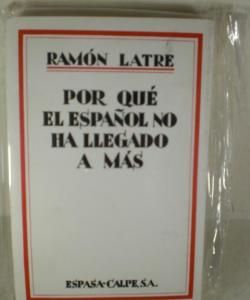 RAMÓN LATRE
POR QUÉ
EL ESPAÑOL NO
HA LLEGADO
A MÁS
ESPASA-CALPE, S.A.